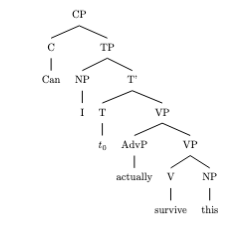 CP
C TP
Can NP T'
I T VP
t0 AdvP VP
actually V NP
survive this